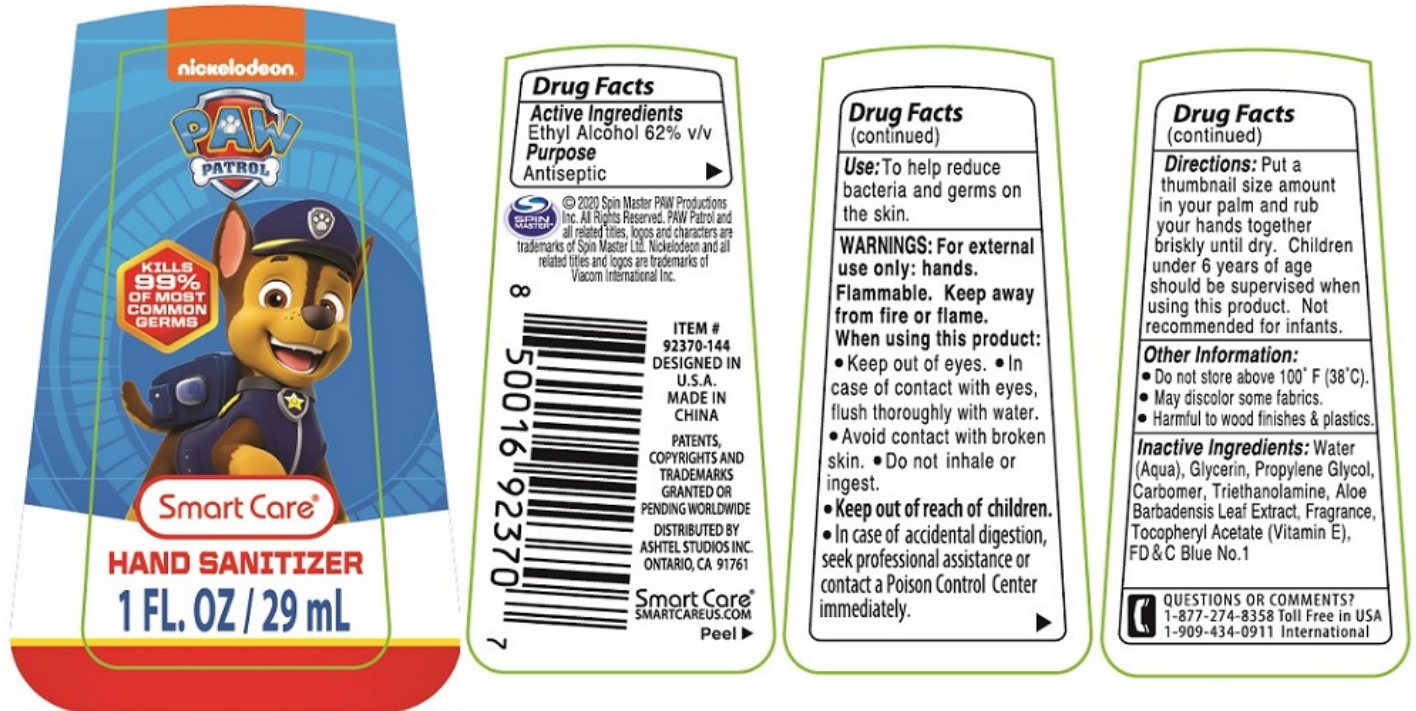 nickelodeon
PAW
PATROL
KILLS
99%
OF MOST
COMMON
GERMS
Smart Care®
HAND SANITIZER
1 FL. OZ / 29 mL
Drug Facts
Active Ingredients
Ethyl Alcohol 62% v/v
Purpose
Antiseptic
SPIN
MASTER™
© 2020 Spin Master PAW Productions
Inc. All Rights Reserved. PAW Patrol and
all related titles, logos and characters are
trademarks of Spin Master Ltd. Nickelodeon and all
related titles and logos are trademarks of
Viacom International Inc.
8 50016 92370 7
ITEM #
92370-144
DESIGNED IN
U.S.A.
MADE IN
CHINA
PATENTS,
COPYRIGHTS AND
TRADEMARKS
GRANTED OR
PENDING WORLDWIDE
DISTRIBUTED BY
ASHTEL STUDIOS INC.
ONTARIO, CA 91761
Smart Care®
SMARTCAREUS.COM
Peel ▶
Drug Facts
(continued)
Use: To help reduce
bacteria and germs on
the skin.
WARNINGS: For external
use only: hands.
Flammable. Keep away
from fire or flame.
When using this product:
• Keep out of eyes. • In
case of contact with eyes,
flush thoroughly with water.
• Avoid contact with broken
skin. • Do not inhale or
ingest.
• Keep out of reach of children.
• In case of accidental digestion,
seek professional assistance or
contact a Poison Control Center
immediately.
Drug Facts
(continued)
Directions: Put a
thumbnail size amount
in your palm and rub
your hands together
briskly until dry. Children
under 6 years of age
should be supervised when
using this product. Not
recommended for infants.
Other Information:
• Do not store above 100° F (38°C).
• May discolor some fabrics.
• Harmful to wood finishes & plastics.
Inactive Ingredients: Water
(Aqua), Glycerin, Propylene Glycol,
Carbomer, Triethanolamine, Aloe
Barbadensis Leaf Extract, Fragrance,
Tocopheryl Acetate (Vitamin E),
FD&C Blue No.1
QUESTIONS OR COMMENTS?
1-877-274-8358 Toll Free in USA
1-909-434-0911 International